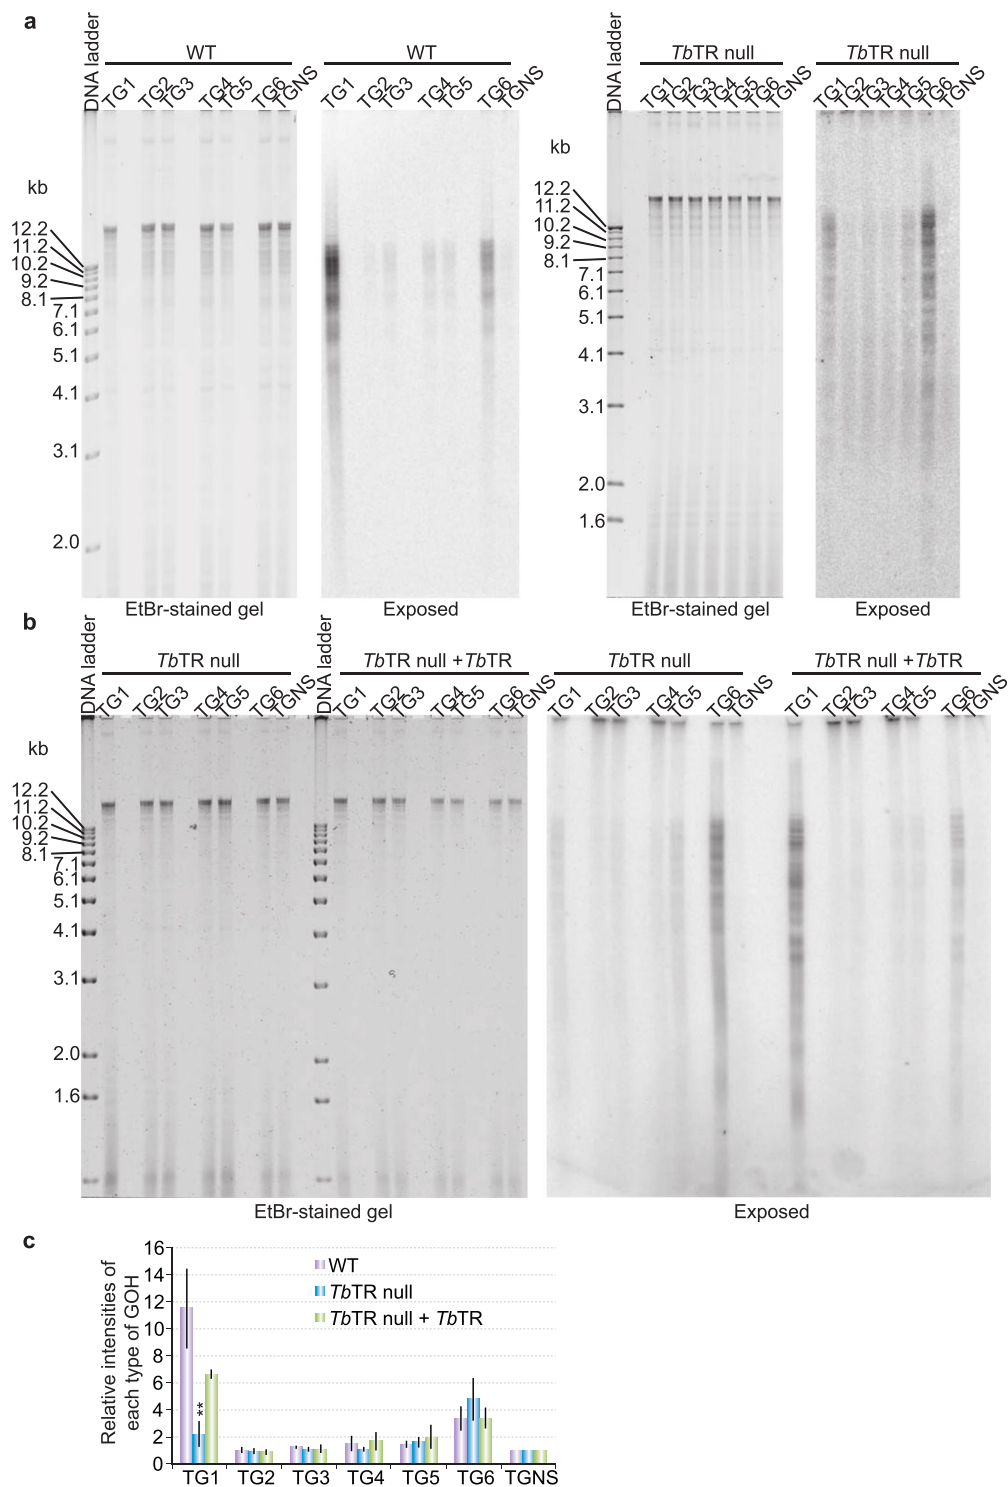 a
DNA ladder
WT
TG1 TG2 TG3 TG4 TG5 TG6 TGNS
WT
TG1 TG2 TG3 TG4 TG5 TG6 TGNS
DNA ladder
TbTR null
TG1 TG2 TG3 TG4 TG5 TG6 TGNS
TbTR null
TG1 TG2 TG3 TG4 TG5 TG6 TGNS
kb
12.2
11.2
10.2
9.2
8.1
7.1
6.1
5.1
4.1
3.1
2.0
kb
12.2
11.2
10.2
9.2
8.1
7.1
6.1
5.1
4.1
3.1
2.0
1.6
EtBr-stained gel
Exposed
EtBr-stained gel
Exposed
b
DNA ladder
TbTR null
TG1 TG2 TG3 TG4 TG5 TG6 TGNS
DNA ladder
TbTR null +TbTR
TG1 TG2 TG3 TG4 TG5 TG6 TGNS
TbTR null
TG1 TG2 TG3 TG4 TG5 TG6 TGNS
TbTR null +TbTR
TG1 TG2 TG3 TG4 TG5 TG6 TGNS
kb
12.2
11.2
10.2
9.2
8.1
7.1
6.1
5.1
4.1
3.1
2.0
1.6
EtBr-stained gel
Exposed
c
Relative intensities of
each type of GOH
16
14
12
10
8
6
4
2
0
WT
TbTR null
TbTR null + TbTR
**
TG1 TG2 TG3 TG4 TG5 TG6 TGNS